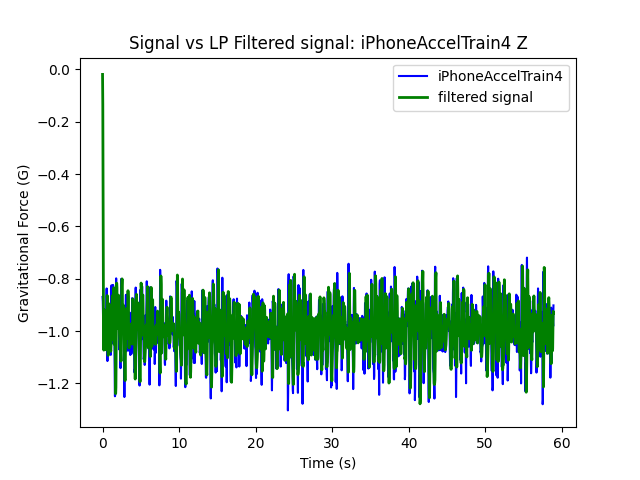 Signal vs LP Filtered signal: iPhoneAccelTrain4 Z
iPhoneAccelTrain4
filtered signal
Gravitational Force (G)
0.0
−0.2
−0.4
−0.6
−0.8
−1.0
−1.2
0 10 20 30 40 50 60
Time (s)